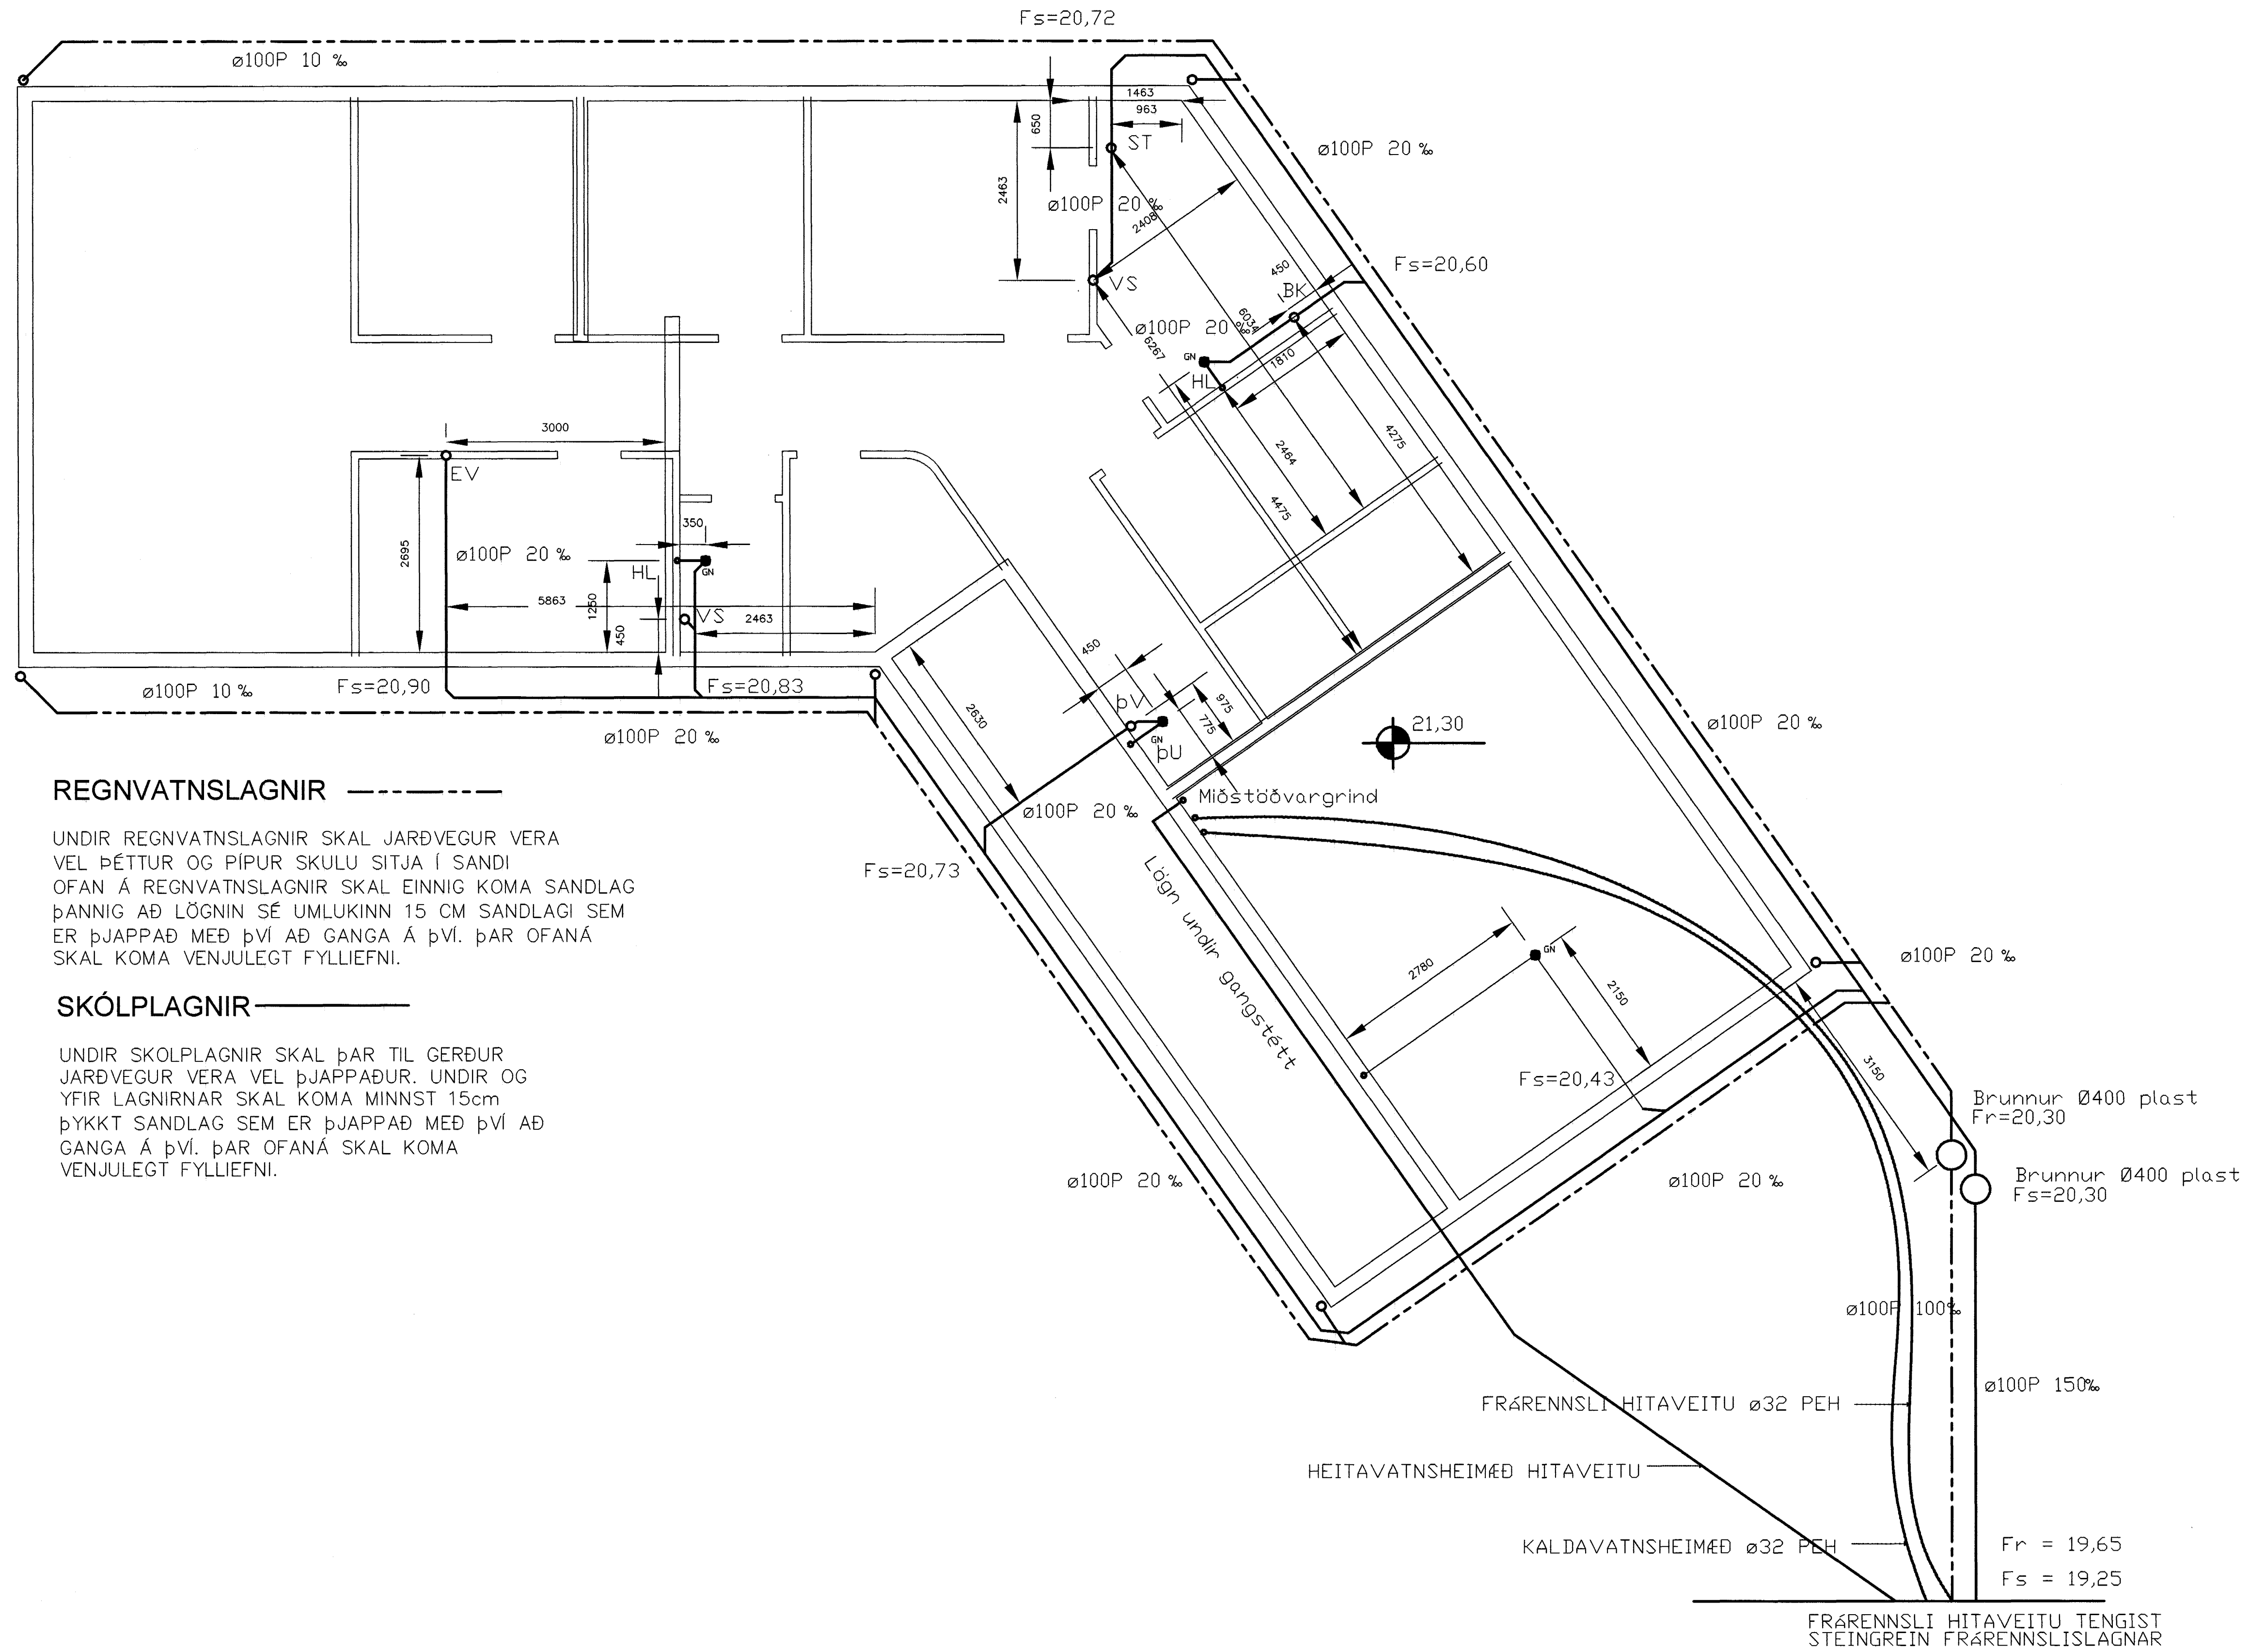 Fs=20,72
ø100P 10 ‰
1463
963
650
ST
ø100P 20 ‰
2463
ø100P 20 ‰
2408
VS
450
Fs=20,60
BK
6034
ø100P 20 ‰
6267
GN
HL
1810
3000
EV
2464
4275
4475
2695
350
ø100P 20 ‰
HL
GN
5863
1250
450
VS
2463
450
ø100P 10 ‰
Fs=20,90
Fs=20,83
2630
þV
975
775
GN
þU
21,30
ø100P 20 ‰
ø100P 20 ‰
REGNVATNSLAGNIR
UNDIR REGNVATNSLAGNIR SKAL JARÐVEGUR VERA
VEL ÞÉTTUR OG PÍPUR SKULU SITJA Í SANDI
OFAN Á REGNVATNSLAGNIR SKAL EINNIG KOMA SANDLAG
þANNIG AÐ LÖGNIN SÉ UMLUKINN 15 CM SANDLAGI SEM
ER þJAPPAÐ MEÐ þVÍ AÐ GANGA Á þVÍ. þAR OFANÁ
SKAL KOMA VENJULEGT FYLLIEFNI.
Miðstöðvargrind
ø100P 20 ‰
Fs=20,73
Lögn undir gangstétt
2780
GN
2150
ø100P 20 ‰
SKÓLPLAGNIR
UNDIR SKOLPLAGNIR SKAL þAR TIL GERÐUR
JARÐVEGUR VERA VEL þJAPPAÐUR. UNDIR OG
YFIR LAGNIRNAR SKAL KOMA MINNST 15cm
þYKKT SANDLAG SEM ER þJAPPAÐ MEÐ þVÍ AÐ
GANGA Á þVÍ. þAR OFANÁ SKAL KOMA
VENJULEGT FYLLIEFNI.
Fs=20,43
3150
Brunnur Ø400 plast
Fr=20,30
Brunnur Ø400 plast
Fs=20,30
ø100P 20 ‰
ø100P 20 ‰
ø100P 100‰
ø100P 150‰
FRáRENNSLI HITAVEITU ø32 PEH
HEITAVATNSHEIMÆÐ HITAVEITU
KALDAVATNSHEIMÆÐ ø32 PEH
Fr = 19,65
Fs = 19,25
FRáRENNSLI HITAVEITU TENGIST
STEINGREIN FRáRENNSLISLAGNAR